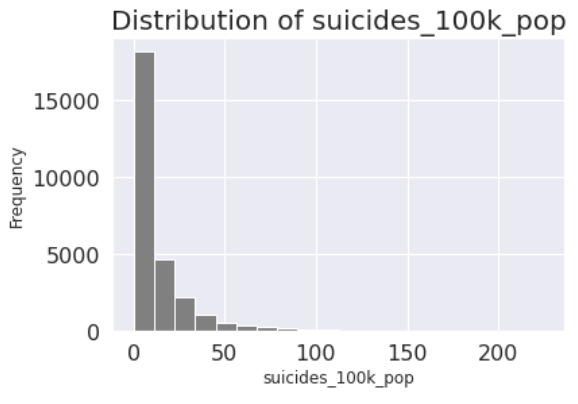 Distribution of suicides_100k_pop
15000
10000
5000
0
Frequency
0 50 100 150 200
suicides_100k_pop